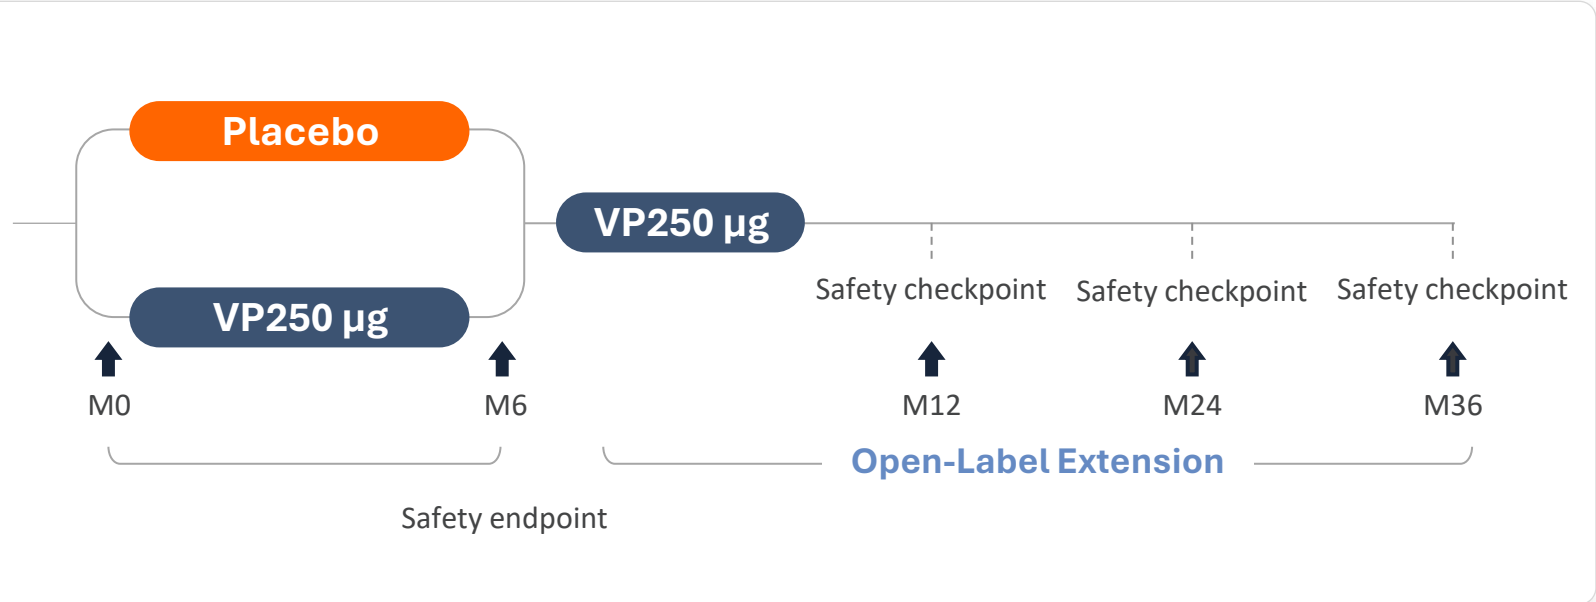 Placebo
VP250 µg
VP250 µg
Safety checkpoint
Safety checkpoint
Safety checkpoint
M0
M6
M12
M24
M36
Open-Label Extension
Safety endpoint